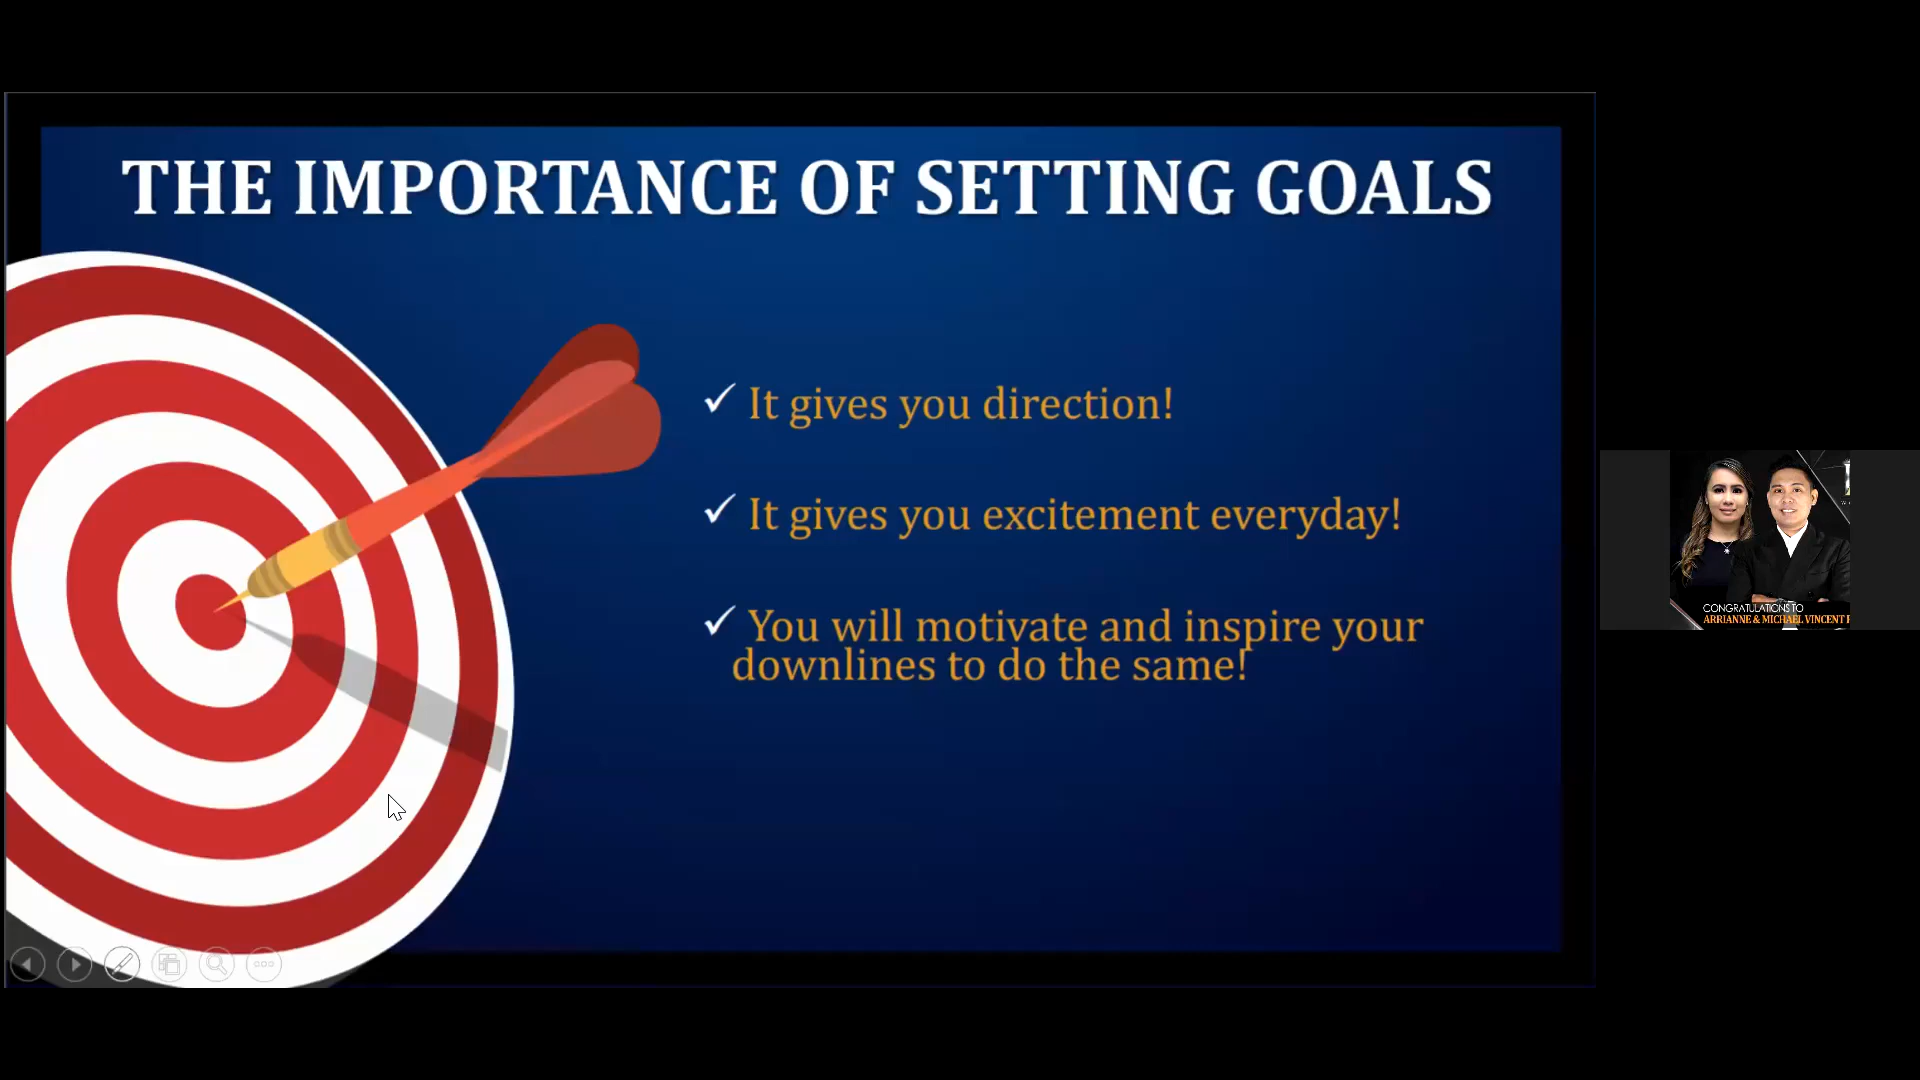 THE IMPORTANCE OF SETTING GOALS
✓ It gives you direction!
✓ It gives you excitement everyday!
✓ You will motivate and inspire your
downlines to do the same!
CONGRATULATIONS TO
ARRIANNE & MICHAEL VINCENT